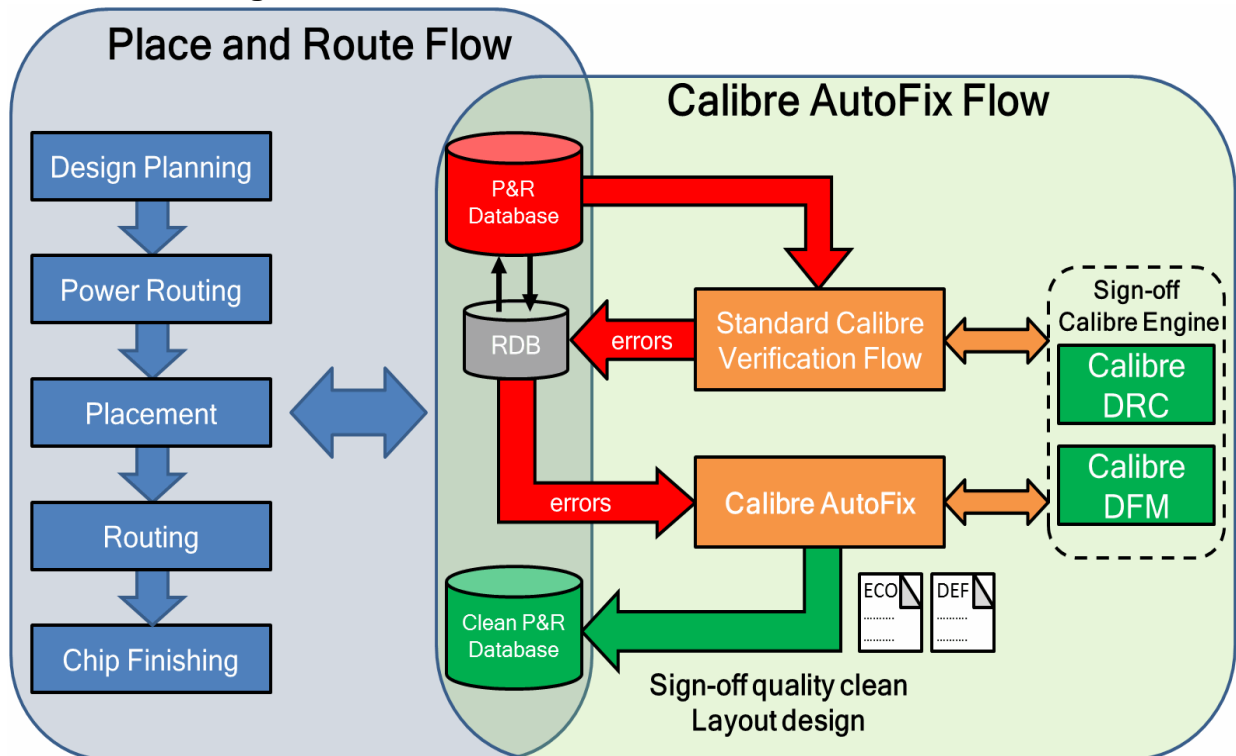 Place and Route Flow
Design Planning
Power Routing
Placement
Routing
Chip Finishing
Calibre AutoFix Flow
P&R
Database
RDB
errors
Standard Calibre
Verification Flow
Sign-off
Calibre Engine
Calibre
DRC
Calibre
DFM
errors
Calibre AutoFix
Clean P&R
Database
ECO
..........
..........
DEF
..........
..........
Sign-off quality clean
Layout design